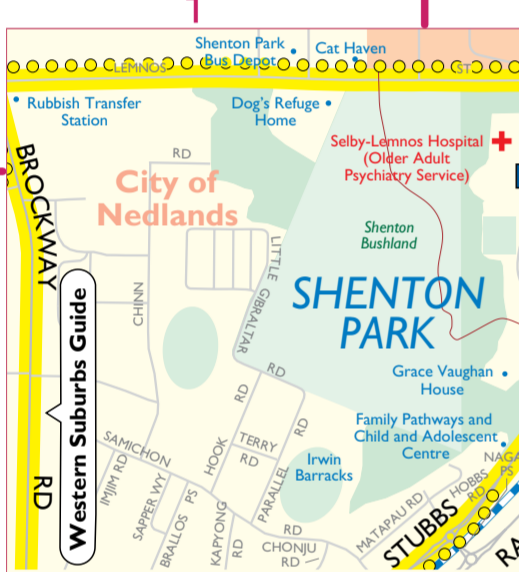 Shenton Park
Bus Depot
Cat Haven
LEMNOS
ST
Rubbish Transfer
Station
Dog's Refuge
Home
Selby-Lemnos Hospital
(Older Adult
Psychiatry Service)
BROCKWAY
RD
RD
City of
Nedlands
Shenton
Bushland
LITTLE GIBRALTAR
RD
CHINN
SHENTON
PARK
Western Suburbs Guide
Grace Vaughan
House
Family Pathways and
Child and Adolescent
Centre
SAMICHON
RD
IMJIM RD
SAPPER WY
BRALLOS PS
HOOK
RD
TERRY
RD
PARALLEL
RD
Irwin
Barracks
KAPYONG
RD
CHONJU
RD
MATAPAU RD
STUBBS
HOBBS
RD
NAGA
PS
RA